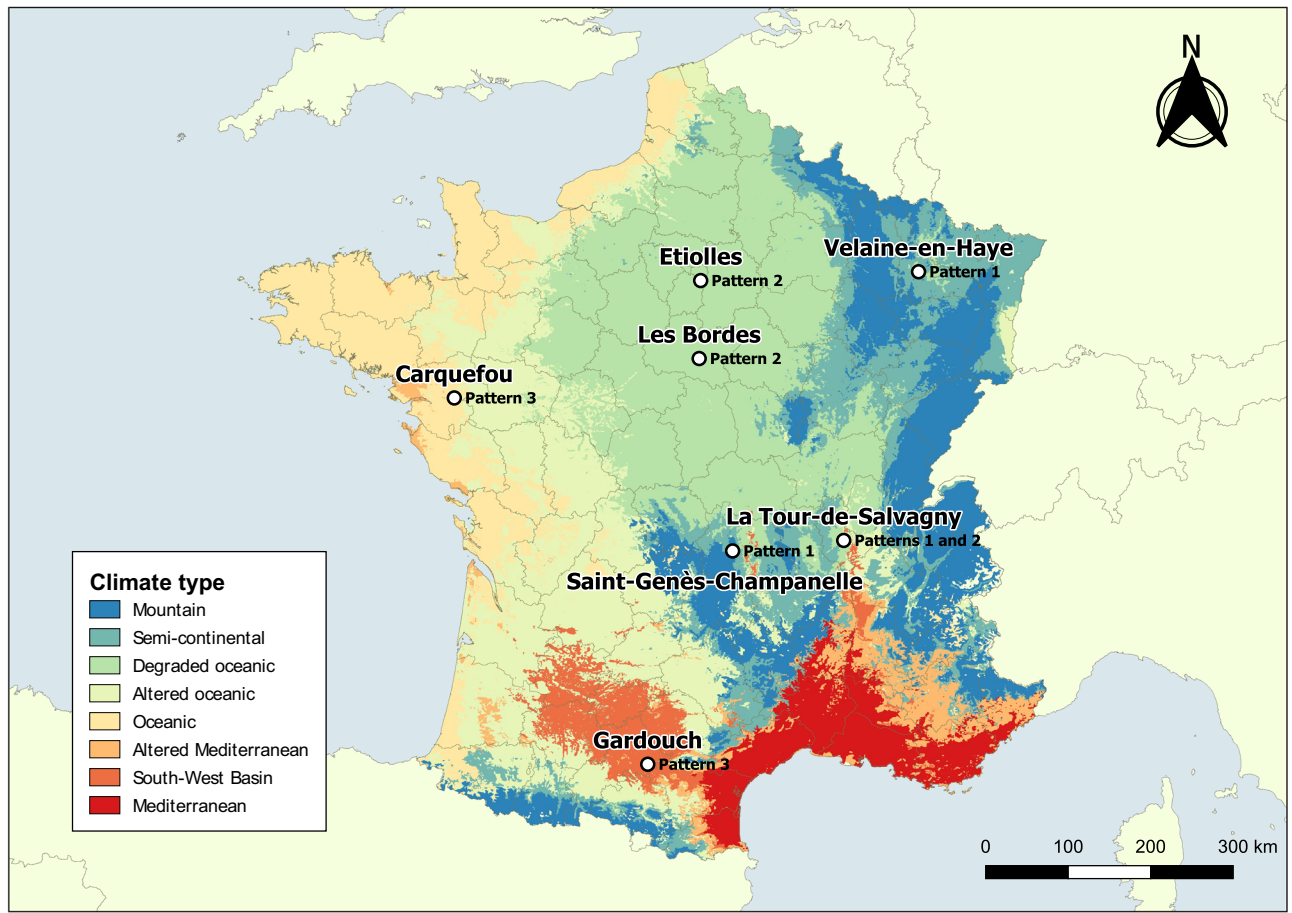 N
Velaine-en-Haye
Pattern 1
Etiolles
Pattern 2
Les Bordes
Pattern 2
Carquefou
Pattern 3
La Tour-de-Salvagny
Patterns 1 and 2
Pattern 1
Saint-Genès-Champanelle
Climate type
Mountain
Semi-continental
Degraded oceanic
Altered oceanic
Oceanic
Altered Mediterranean
South-West Basin
Mediterranean
Gardouch
Pattern 3
0 100 200 300 km